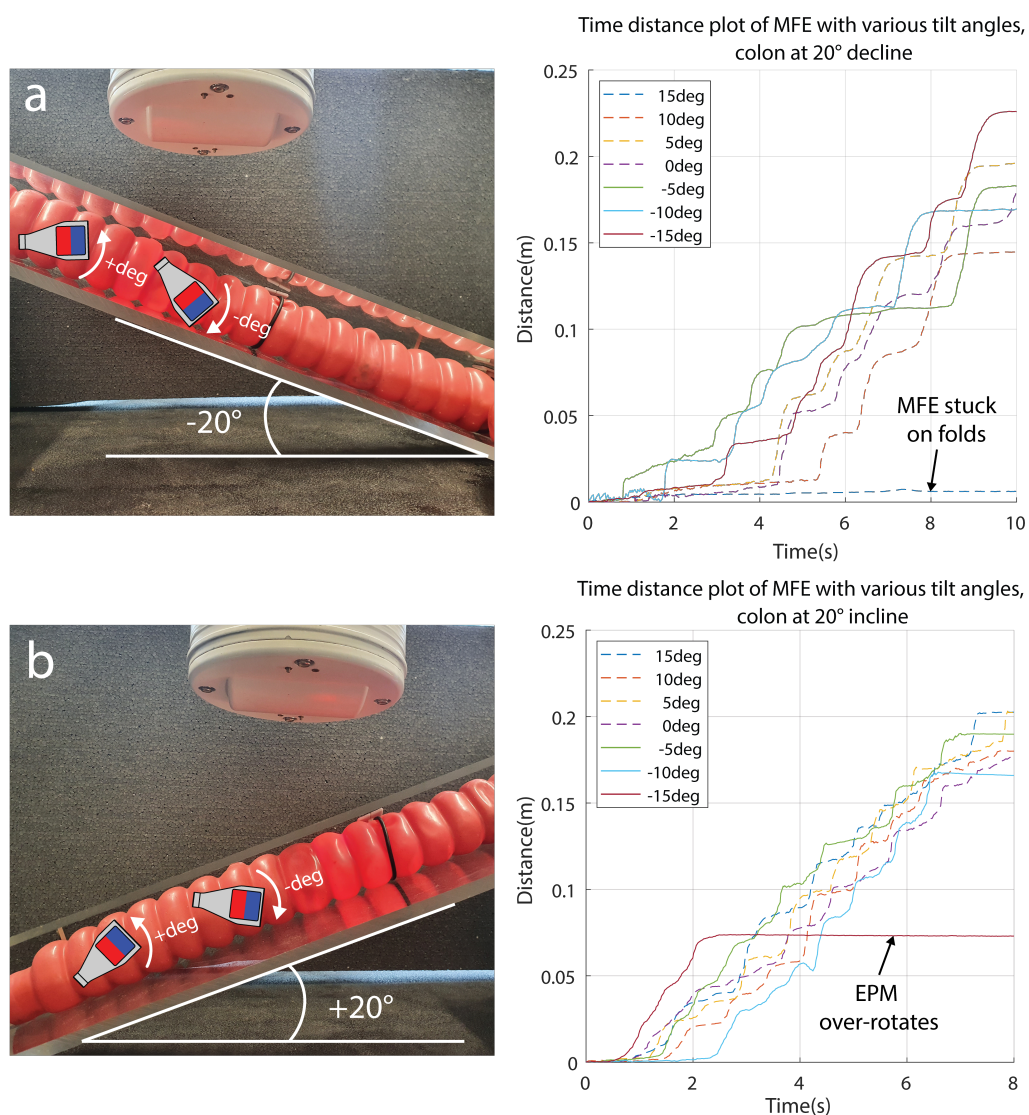 a
+deg
-deg
-20°
Time distance plot of MFE with various tilt angles,
colon at 20° decline
0.25
0.2
0.15
0.1
0.05
0
Distance(m)
15deg
10deg
5deg
0deg
-5deg
-10deg
-15deg
MFE stuck
on folds
0 2 4 6 8 10
Time(s)
b
+deg
-deg
+20°
Time distance plot of MFE with various tilt angles,
colon at 20° incline
0.25
0.2
0.15
0.1
0.05
0
Distance(m)
15deg
10deg
5deg
0deg
-5deg
-10deg
-15deg
EPM
over-rotates
0 2 4 6 8
Time(s)